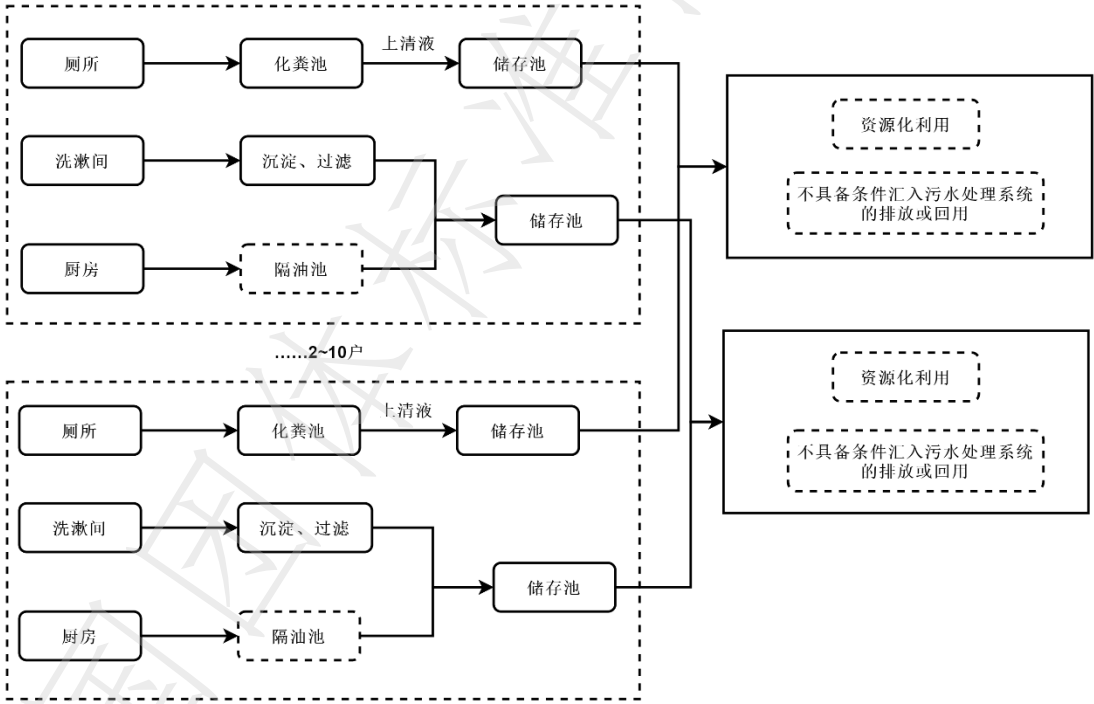 厕所
化粪池
上清液
储存池
洗漱间
沉淀、过滤
储存池
厨房
隔油池
资源化利用
不具备条件汇入污水处理系统
的排放或回用
......2~10户
厕所
化粪池
上清液
储存池
洗漱间
沉淀、过滤
储存池
厨房
隔油池
资源化利用
不具备条件汇入污水处理系统
的排放或回用
团体标准